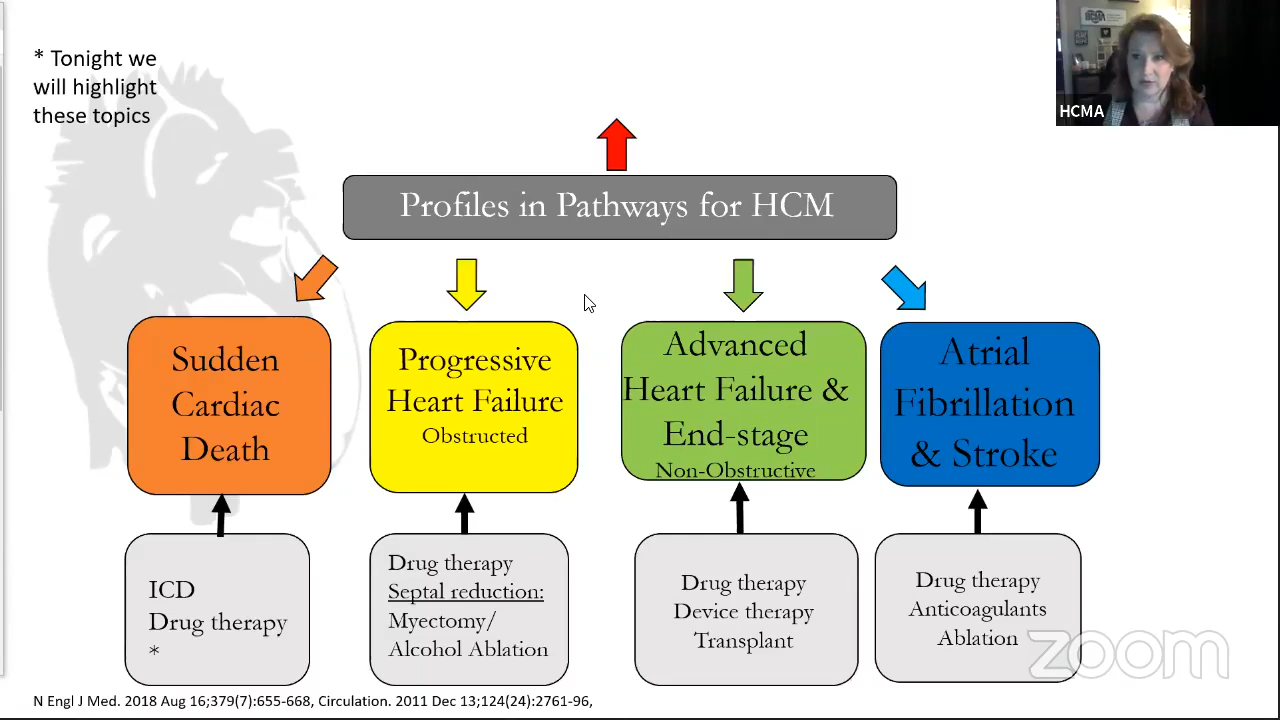 * Tonight we
will highlight
these topics
HCMA
HCMA
Profiles in Pathways for HCM
Sudden
Cardiac
Death
Progressive
Heart Failure
Obstructed
Advanced
Heart Failure &
End-stage
Non-Obstructive
Atrial
Fibrillation
& Stroke
ICD
Drug therapy
*
Drug therapy
Septal reduction:
Myectomy/
Alcohol Ablation
Drug therapy
Device therapy
Transplant
Drug therapy
Anticoagulants
Ablation
zoom
N Engl J Med. 2018 Aug 16;379(7):655-668, Circulation. 2011 Dec 13;124(24):2761-96,